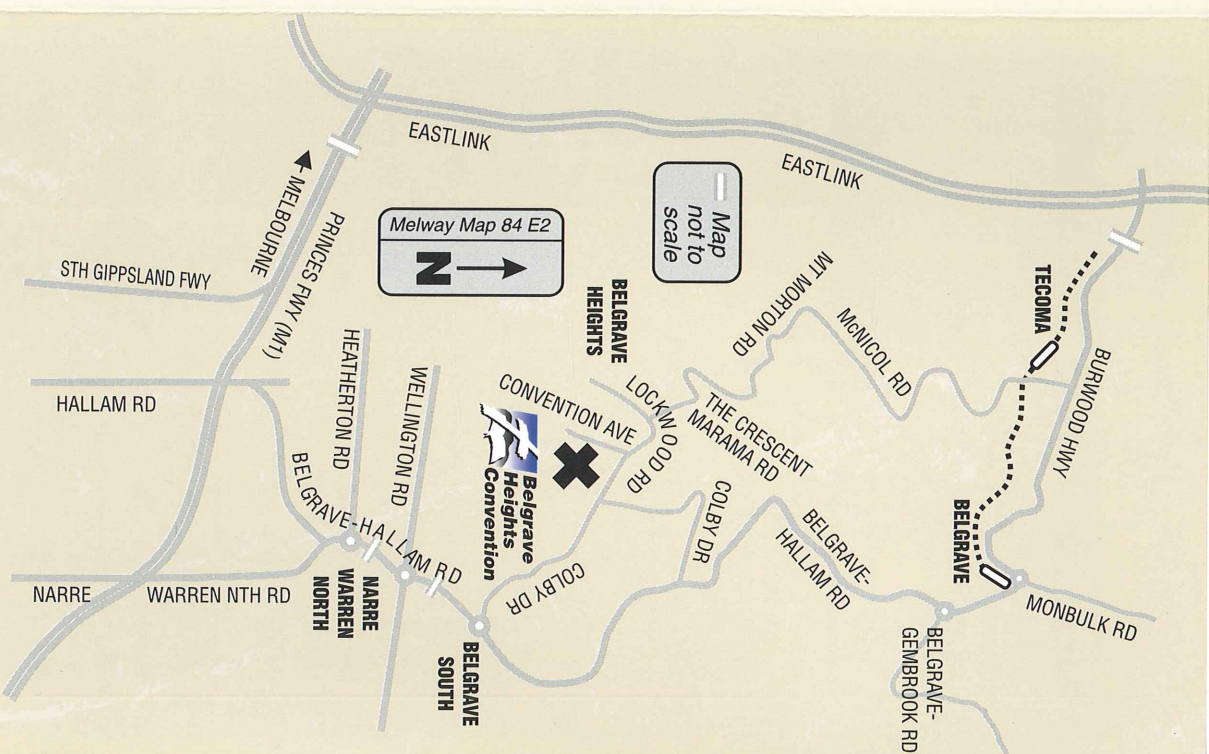 EASTLINK
EASTLINK
MELBOURNE
PRINCES FWY (M1)
STH GIPPSLAND FWY
HALLAM RD
NARRE
WARREN NTH RD
Melway Map 84 E2
N
Map
not to
scale
HEATHERTON RD
WELLINGTON RD
BELGRAVE-HALLAM RD
NARRE
WARREN
NORTH
BELGRAVE
SOUTH
BELGRAVE
HEIGHTS
CONVENTION AVE
LOCKWOOD RD
Belgrave
Heights
Convention
COLBY DR
COLBY DR
MT MORTON RD
McNICOL RD
THE CRESCENT
MARAMA RD
BELGRAVE-
HALLAM RD
TECOMA
BURWOOD HWY
BELGRAVE
MONBULK RD
BELGRAVE-
GEMBROOK RD